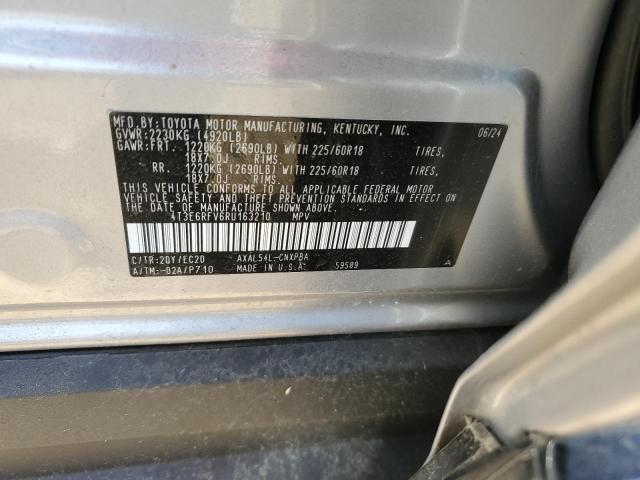 MFD.BY:TOYOTA MOTOR MANUFACTURING, KENTUCKY, INC. 06/24
GVWR:2230KG (4920LB)
GAWR:FRT. 1220KG (2690LB) WITH 225/60R18 TIRES,
18X7.0J RIMS.
RR. 1220KG (2690LB) WITH 225/60R18 TIRES,
18X7.0J RIMS.
THIS VEHICLE CONFORMS TO ALL APPLICABLE FEDERAL MOTOR
VEHICLE SAFETY AND THEFT PREVENTION STANDARDS IN EFFECT
ON THE DATE OF MANUFACTURE SHOWN ABOVE.
4T3E6RFV6RU163210 MPV
C/TR:2QY/EC20 AXAL54L-CNXPBA
A/TM:-02A/P710 MADE IN U.S.A. 59589 A